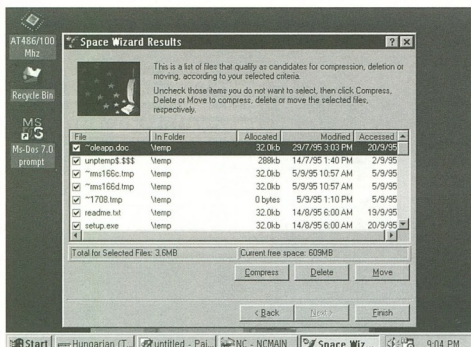 AT486/100
Mhz
Recycle Bin
MS
Ms-Dos 7.0
prompt
Space Wizard Results
This is a list of files that qualify as candidates for compression, deletion or
moving, according to your selected criteria.
Uncheck those items you do not want to select, then click Compress,
Delete or Move to compress, delete or move the selected files,
respectively.
File In Folder Allocated Modified Accessed
~oleapp.doc \temp 32.0kb 29/7/95 3:03 PM 20/9/95
unptemp$.$$$ \temp 288kb 14/7/95 1:40 PM 2/9/95
~rms166c.tmp \temp 32.0kb 5/9/95 10:57 AM 5/9/95
~rms166d.tmp \temp 32.0kb 5/9/95 10:57 AM 5/9/95
~1708.tmp \temp 0 bytes 5/9/95 1:10 PM 5/9/95
readme.txt \temp 32.0kb 14/8/95 6:00 AM 19/9/95
setup.exe \temp 32.0kb 14/8/95 6:00 AM 20/9/95
Total for Selected Files: 3.6MB Current free space: 609MB
Compress Delete Move
< Back Next > Finish
Start Hungarian (T... untitled - Pai... NC - NCMAIN Space Wiz... 9:04 PM